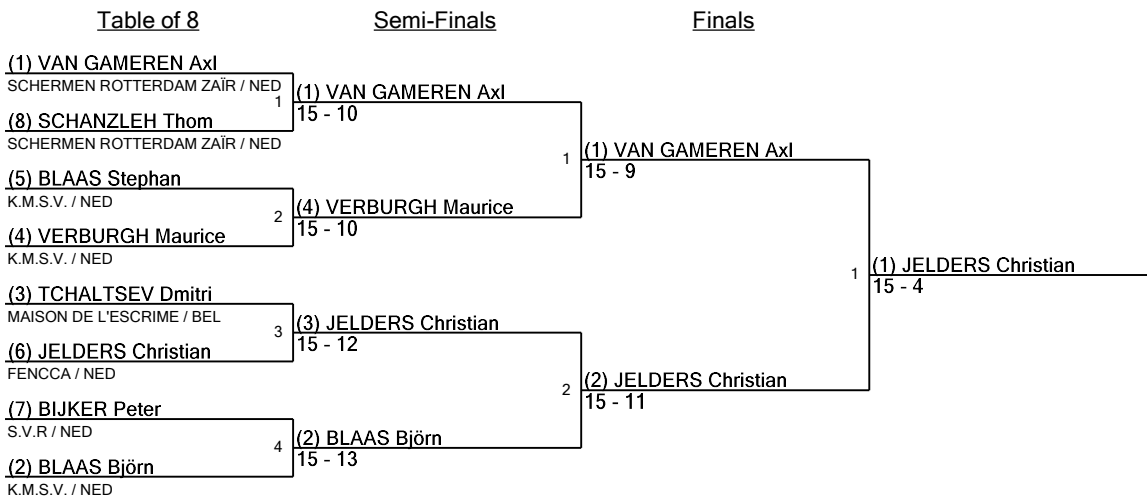 Table of 8
Semi-Finals
Finals
(1) VAN GAMEREN Axl
SCHERMEN ROTTERDAM ZAÏR / NED
1
(8) SCHANZLEH Thom
SCHERMEN ROTTERDAM ZAÏR / NED
(5) BLAAS Stephan
K.M.S.V. / NED
2
(4) VERBURGH Maurice
K.M.S.V. / NED
(3) TCHALTSEV Dmitri
MAISON DE L'ESCRIME / BEL
3
(6) JELDERS Christian
FENCCA / NED
(7) BIJKER Peter
S.V.R / NED
4
(2) BLAAS Björn
K.M.S.V. / NED
(1) VAN GAMEREN Axl
15 - 10
1
(4) VERBURGH Maurice
15 - 10
(3) JELDERS Christian
15 - 12
2
(2) BLAAS Björn
15 - 13
(1) VAN GAMEREN Axl
15 - 9
1
(2) JELDERS Christian
15 - 11
(1) JELDERS Christian
15 - 4